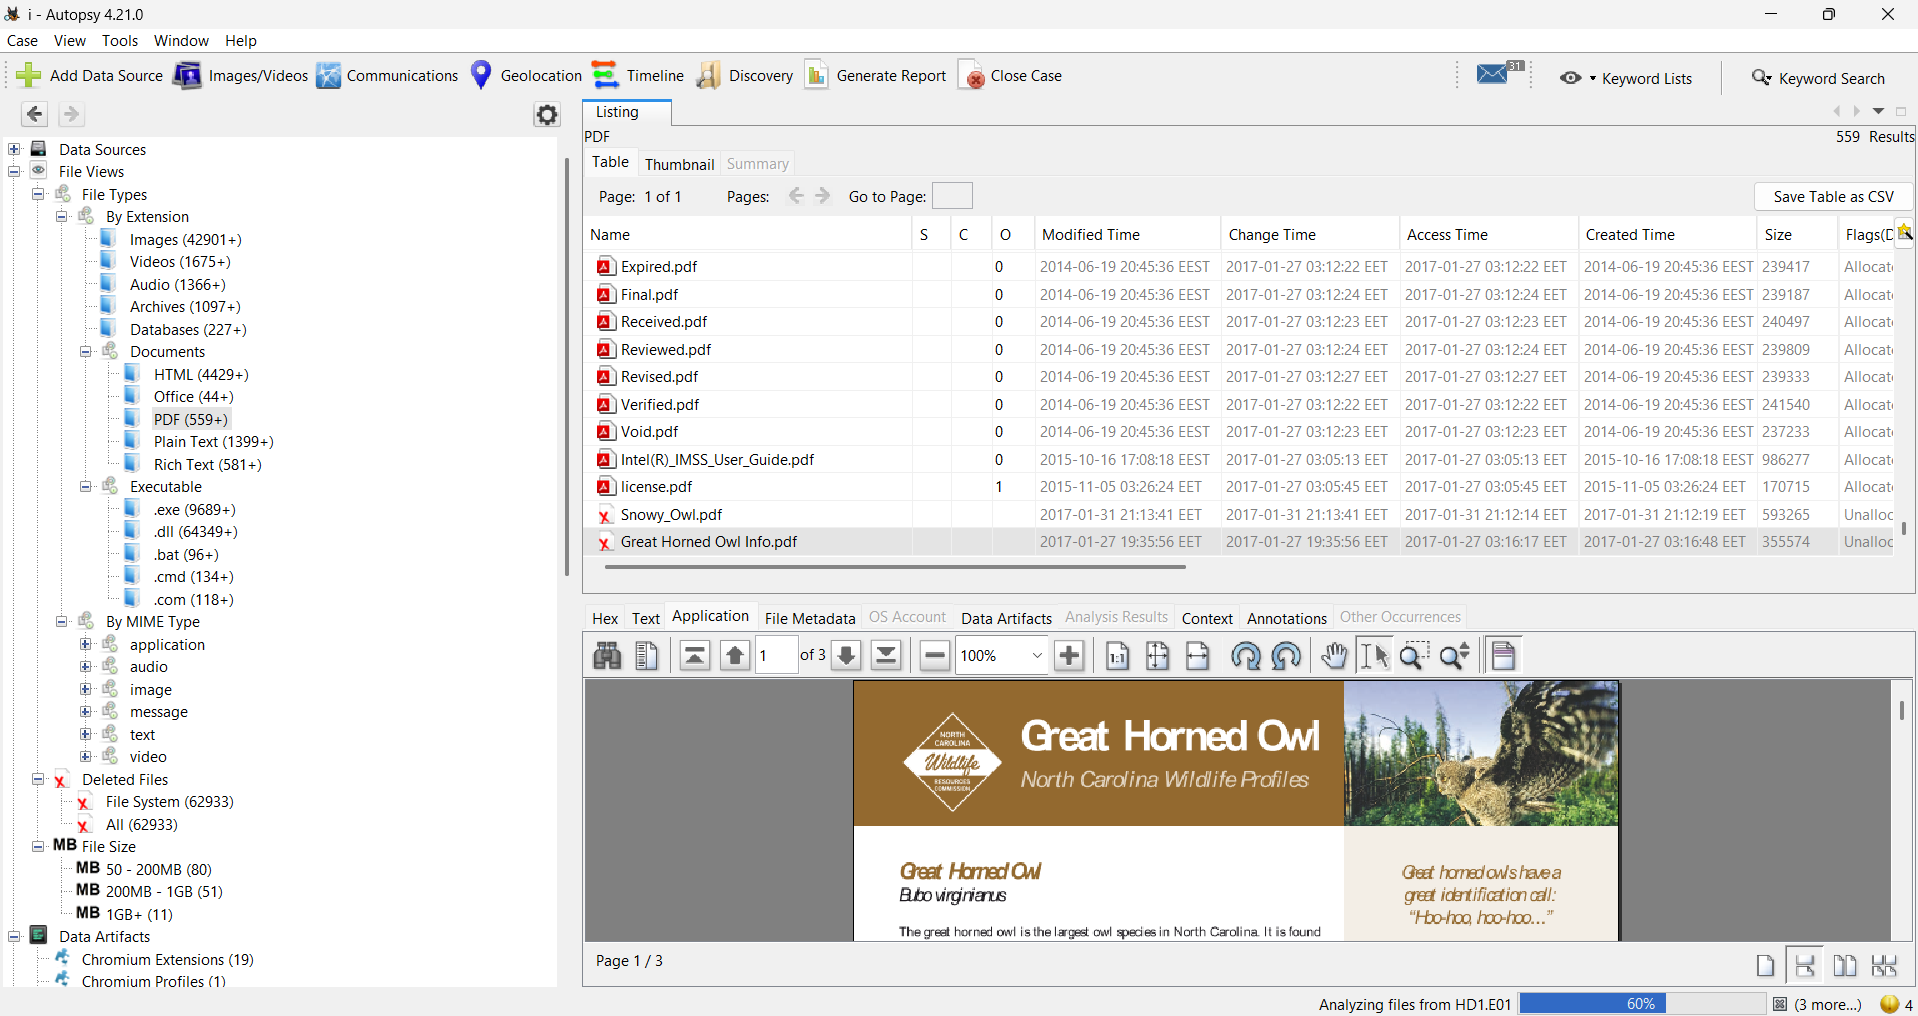 i - Autopsy 4.21.0
Case View Tools Window Help
Add Data Source Images/Videos Communications Geolocation Timeline Discovery Generate Report Close Case 31 Keyword Lists Keyword Search
Listing
PDF 559 Results
Table Thumbnail Summary
Page: 1 of 1 Pages: Go to Page: Save Table as CSV
Name S C O Modified Time Change Time Access Time Created Time Size Flags(D
Expired.pdf 0 2014-06-19 20:45:36 EEST 2017-01-27 03:12:22 EET 2017-01-27 03:12:22 EET 2014-06-19 20:45:36 EEST 239417 Allocat
Final.pdf 0 2014-06-19 20:45:36 EEST 2017-01-27 03:12:24 EET 2017-01-27 03:12:24 EET 2014-06-19 20:45:36 EEST 239187 Allocat
Received.pdf 0 2014-06-19 20:45:36 EEST 2017-01-27 03:12:23 EET 2017-01-27 03:12:23 EET 2014-06-19 20:45:36 EEST 240497 Allocat
Reviewed.pdf 0 2014-06-19 20:45:36 EEST 2017-01-27 03:12:24 EET 2017-01-27 03:12:24 EET 2014-06-19 20:45:36 EEST 239809 Allocat
Revised.pdf 0 2014-06-19 20:45:36 EEST 2017-01-27 03:12:27 EET 2017-01-27 03:12:27 EET 2014-06-19 20:45:36 EEST 239333 Allocat
Verified.pdf 0 2014-06-19 20:45:36 EEST 2017-01-27 03:12:22 EET 2017-01-27 03:12:22 EET 2014-06-19 20:45:36 EEST 241540 Allocat
Void.pdf 0 2014-06-19 20:45:36 EEST 2017-01-27 03:12:23 EET 2017-01-27 03:12:23 EET 2014-06-19 20:45:36 EEST 237233 Allocat
Intel(R)_IMSS_User_Guide.pdf 0 2015-10-16 17:08:18 EEST 2017-01-27 03:05:13 EET 2017-01-27 03:05:13 EET 2015-10-16 17:08:18 EEST 986277 Allocat
license.pdf 1 2015-11-05 03:26:24 EET 2017-01-27 03:05:45 EET 2017-01-27 03:05:45 EET 2015-11-05 03:26:24 EET 170715 Allocat
Snowy_Owl.pdf 2017-01-31 21:13:41 EET 2017-01-31 21:13:41 EET 2017-01-31 21:12:14 EET 2017-01-31 21:12:19 EET 593265 Unalloc
Great Horned Owl Info.pdf 2017-01-27 19:35:56 EET 2017-01-27 19:35:56 EET 2017-01-27 03:16:17 EET 2017-01-27 03:16:48 EET 355574 Unalloc
Data Sources
File Views
File Types
By Extension
Images (42901+)
Videos (1675+)
Audio (1366+)
Archives (1097+)
Databases (227+)
Documents
HTML (4429+)
Office (44+)
PDF (559+)
Plain Text (1399+)
Rich Text (581+)
Executable
.exe (9689+)
.dll (64349+)
.bat (96+)
.cmd (134+)
.com (118+)
By MIME Type
application
audio
image
message
text
video
Deleted Files
File System (62933)
All (62933)
MB File Size
MB 50 - 200MB (80)
MB 200MB - 1GB (51)
MB 1GB+ (11)
Data Artifacts
Chromium Extensions (19)
Chromium Profiles (1)
Hex Text Application File Metadata OS Account Data Artifacts Analysis Results Context Annotations Other Occurrences
1 of 3 100% 1:1
NORTH
CAROLINA
Wildlife
RESOURCES
COMMISSION
Great Horned Owl
North Carolina Wildlife Profiles
Great Horned Owl
Bubo virginianus
The great horned owl is the largest owl species in North Carolina. It is found
Great horned owls have a
great identification call:
“Hoo-hoo, hoo-hoo…”
Page 1 / 3
Analyzing files from HD1.E01 60% (3 more...) 4